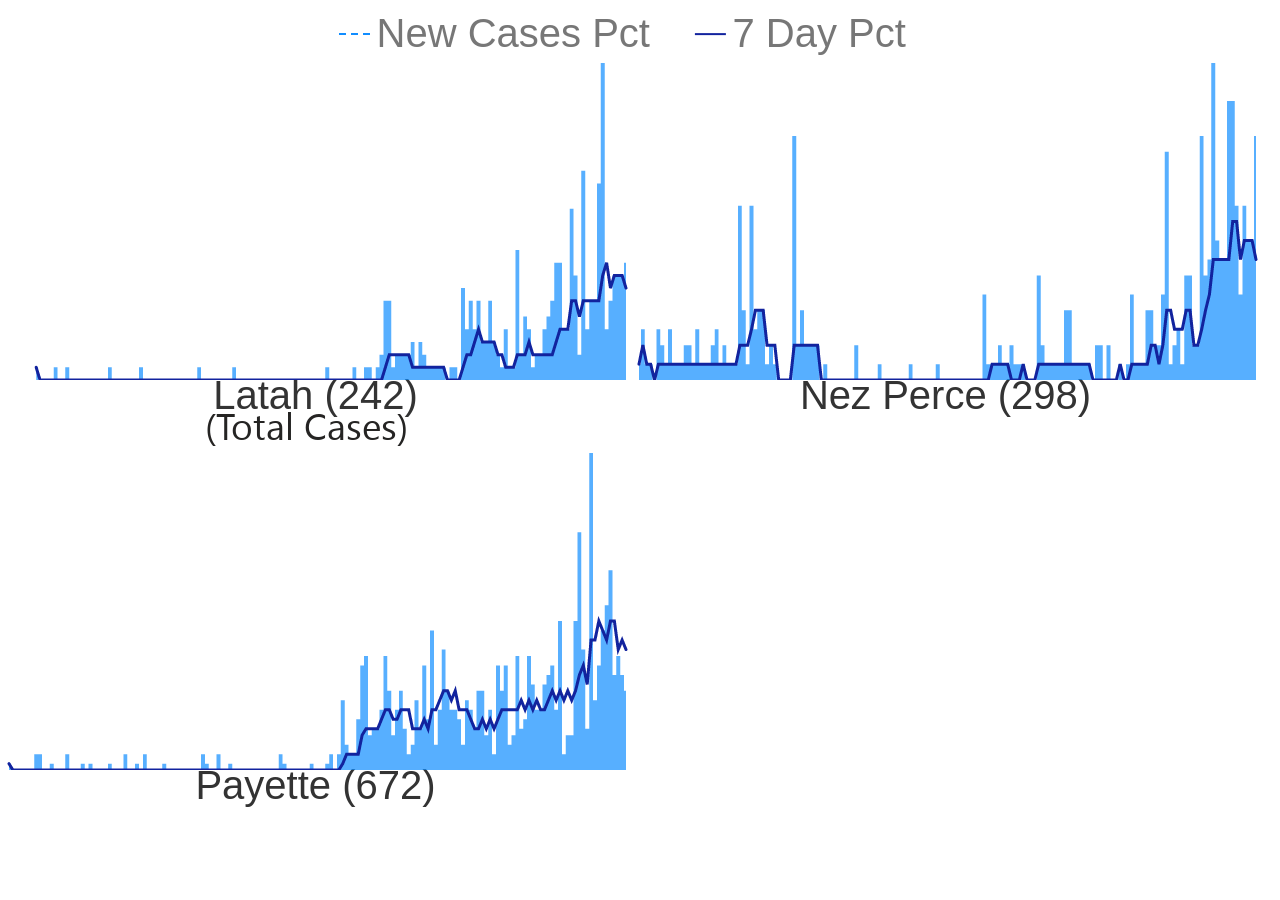 New Cases Pct 7 Day Pct
Latah (242)
(Total Cases)
Nez Perce (298)
Payette (672)